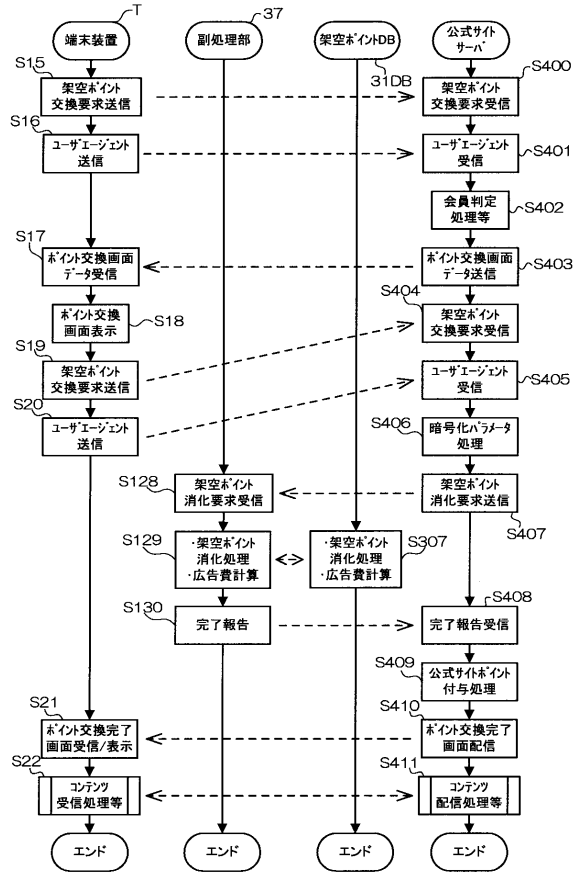 T
37
端末装置
副処理部
架空ポイントDB
公式サイト
サーバ
31DB
S15
S400
架空ポイント
交換要求送信
架空ポイント
交換要求受信
S16
ユーザエージェント
送信
ユーザエージェント
受信
S401
会員判定
処理等
S402
S17
ポイント交換画面
データ受信
ポイント交換画面
データ送信
S403
S404
ポイント交換
画面表示
S18
架空ポイント
交換要求受信
S19
架空ポイント
交換要求送信
ユーザエージェント
受信
S405
S20
ユーザエージェント
送信
S406
暗号化パラメータ
処理
S128
架空ポイント
消化要求受信
架空ポイント
消化要求送信
S407
S129
・架空ポイント
消化処理
・広告費計算
・架空ポイント
消化処理
・広告費計算
S307
S130
完了報告
S408
完了報告受信
S409
公式サイトポイント
付与処理
S21
S410
ポイント交換完了
画面受信/表示
ポイント交換完了
画面配信
S22
S411
コンテンツ
受信処理等
コンテンツ
配信処理等
エンド
エンド
エンド
エンド